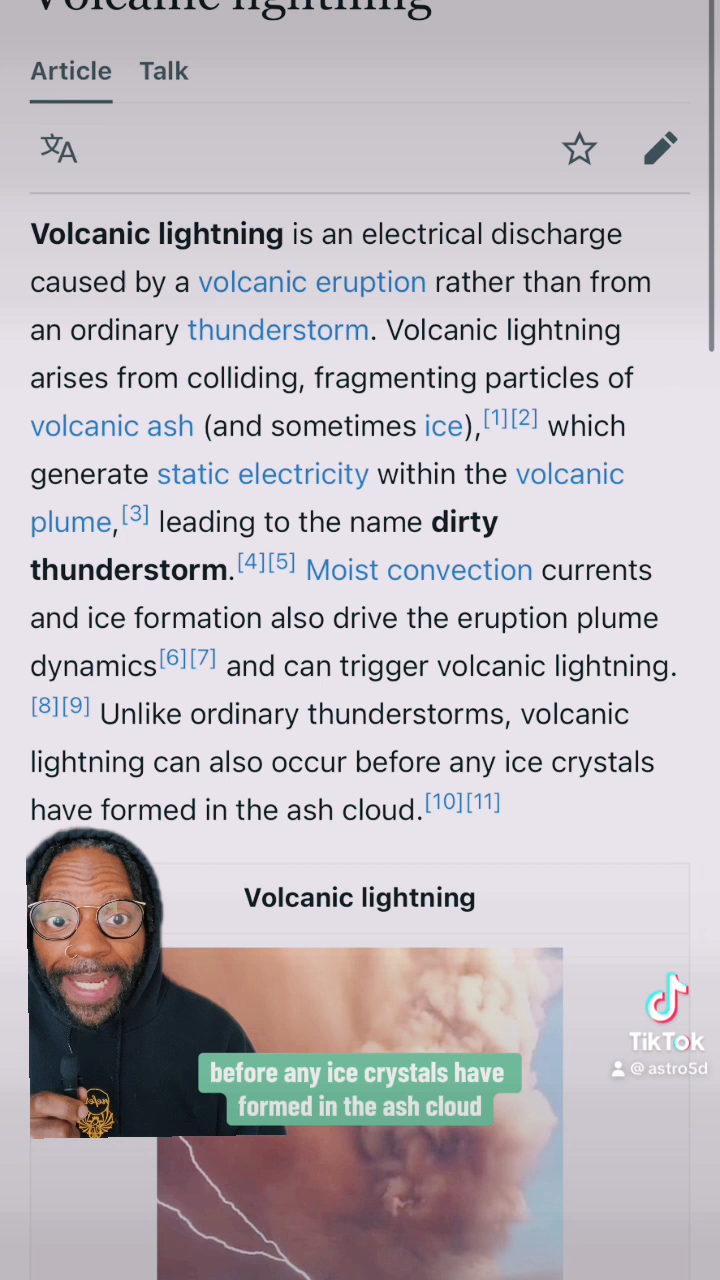 Volcanic lightning
Article Talk
Volcanic lightning is an electrical discharge
caused by a volcanic eruption rather than from
an ordinary thunderstorm. Volcanic lightning
arises from colliding, fragmenting particles of
volcanic ash (and sometimes ice),[1][2] which
generate static electricity within the volcanic
plume,[3] leading to the name dirty
thunderstorm.[4][5] Moist convection currents
and ice formation also drive the eruption plume
dynamics[6][7] and can trigger volcanic lightning.
[8][9] Unlike ordinary thunderstorms, volcanic
lightning can also occur before any ice crystals
have formed in the ash cloud.[10][11]
Volcanic lightning
before any ice crystals have
formed in the ash cloud
TikTok
@astro5d